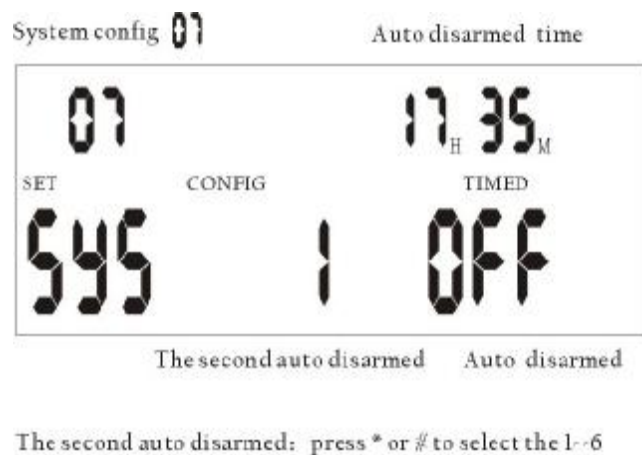 System config 07 Auto disarmed time
07 17H 35M
SET CONFIG TIMED
SYS 1 OFF
The second auto disarmed Auto disarmed
The second auto disarmed: press * or # to select the 1--6